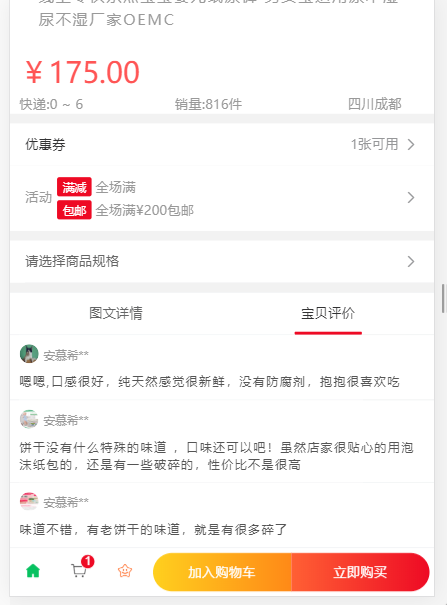 尿不湿厂家OEMC
¥ 175.00
快递:0 ~ 6 销量:816件 四川成都
优惠券 1张可用
活动 满减 全场满
包邮 全场满¥200包邮
请选择商品规格
图文详情 宝贝评价
安慕希**
嗯嗯,口感很好，纯天然感觉很新鲜，没有防腐剂，抱抱很喜欢吃
安慕希**
饼干没有什么特殊的味道 ，口味还可以吧！虽然店家很贴心的用泡
沫纸包的，还是有一些破碎的，性价比不是很高
安慕希**
味道不错，有老饼干的味道，就是有很多碎了
1
加入购物车 立即购买